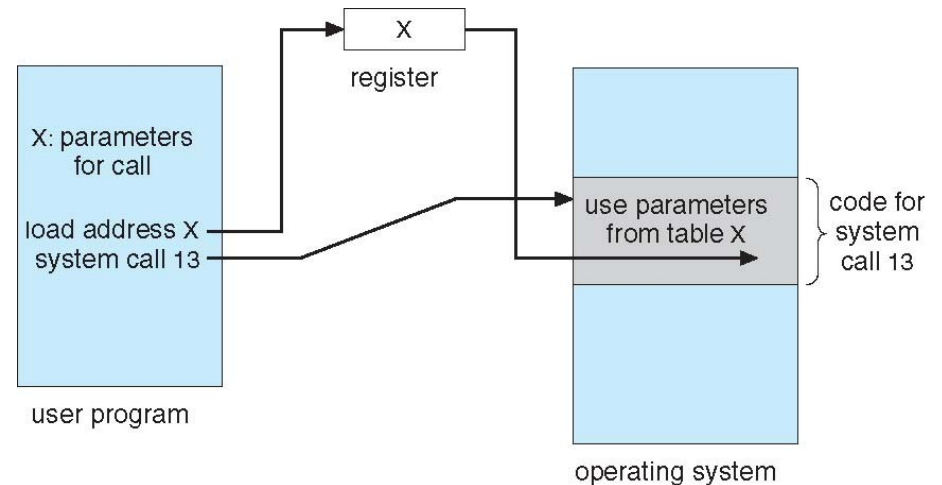 X
register
X: parameters
for call
load address X
system call 13
user program
use parameters
from table X
code for
system
call 13
operating system